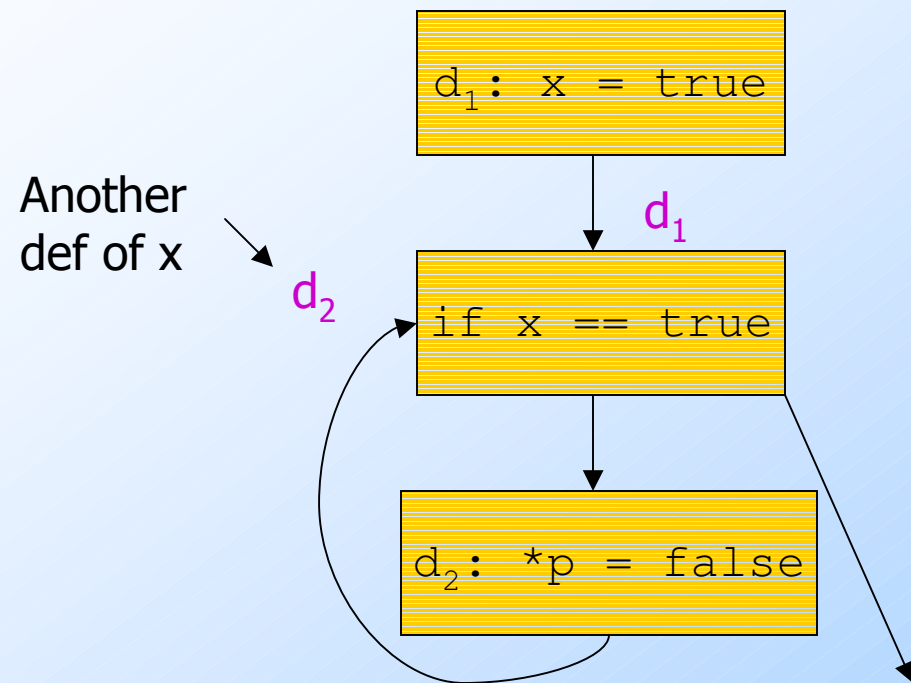 d₁: x = true
Another
def of x
d₁
d₂
if x == true
d₂: *p = false